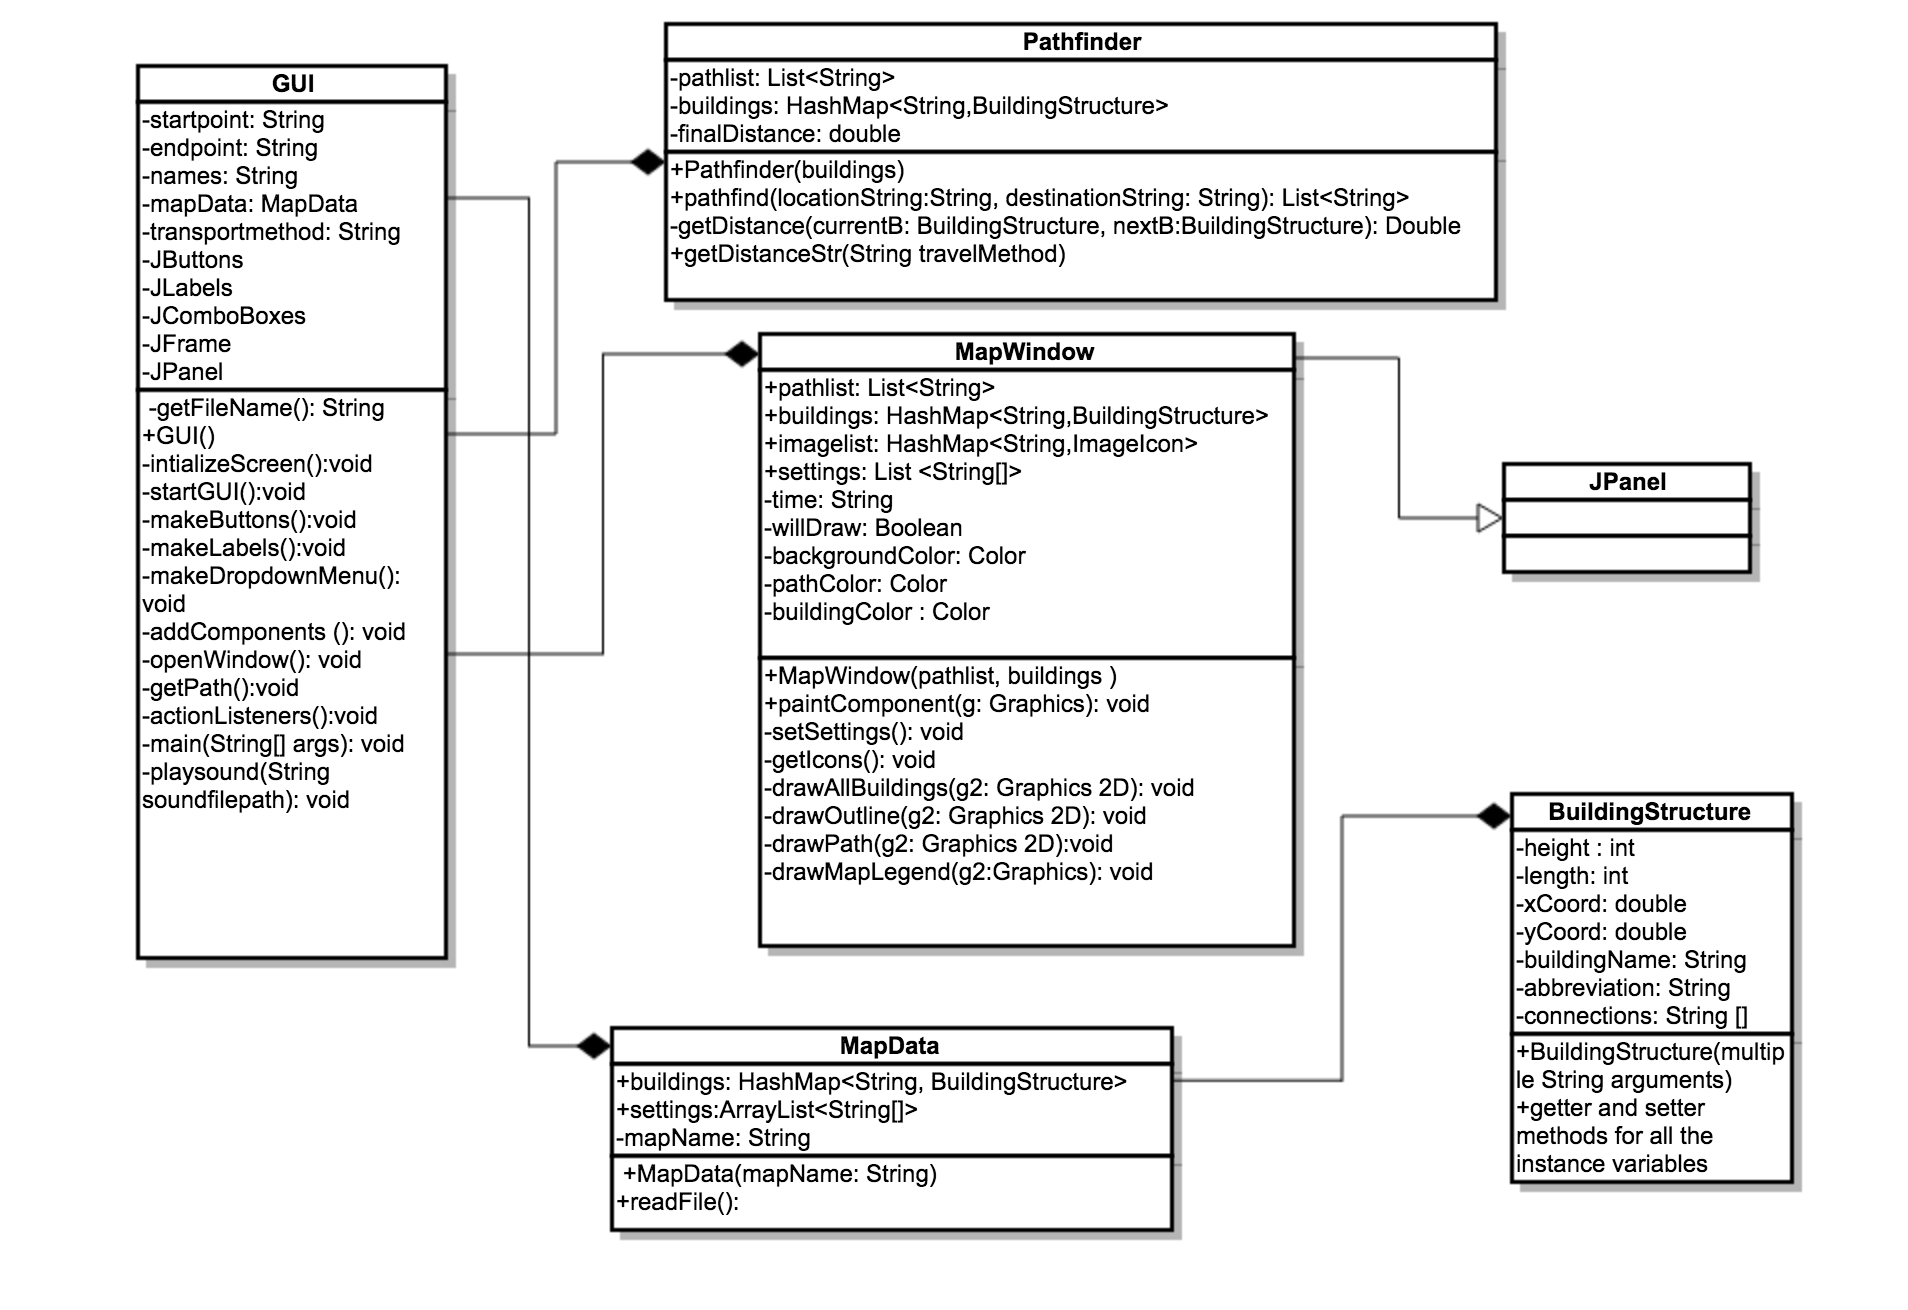 GUI
-startpoint: String
-endpoint: String
-names: String
-mapData: MapData
-transportmethod: String
-JButtons
-JLabels
-JComboBoxes
-JFrame
-JPanel
-getFileName(): String
+GUI()
-intializeScreen():void
-startGUI():void
-makeButtons():void
-makeLabels():void
-makeDropdownMenu():
void
-addComponents (): void
-openWindow(): void
-getPath():void
-actionListeners():void
-main(String[] args): void
-playsound(String
soundfilepath): void
Pathfinder
-pathlist: List<String>
-buildings: HashMap<String,BuildingStructure>
-finalDistance: double
+Pathfinder(buildings)
+pathfind(locationString:String, destinationString: String): List<String>
-getDistance(currentB: BuildingStructure, nextB:BuildingStructure): Double
+getDistanceStr(String travelMethod)
MapWindow
+pathlist: List<String>
+buildings: HashMap<String,BuildingStructure>
+imagelist: HashMap<String,ImageIcon>
+settings: List <String[]>
-time: String
-willDraw: Boolean
-backgroundColor: Color
-pathColor: Color
-buildingColor : Color
+MapWindow(pathlist, buildings )
+paintComponent(g: Graphics): void
-setSettings(): void
-getIcons(): void
-drawAllBuildings(g2: Graphics 2D): void
-drawOutline(g2: Graphics 2D): void
-drawPath(g2: Graphics 2D):void
-drawMapLegend(g2:Graphics): void
JPanel
BuildingStructure
-height : int
-length: int
-xCoord: double
-yCoord: double
-buildingName: String
-abbreviation: String
-connections: String []
+BuildingStructure(multip
le String arguments)
+getter and setter
methods for all the
instance variables
MapData
+buildings: HashMap<String, BuildingStructure>
+settings:ArrayList<String[]>
-mapName: String
+MapData(mapName: String)
+readFile():